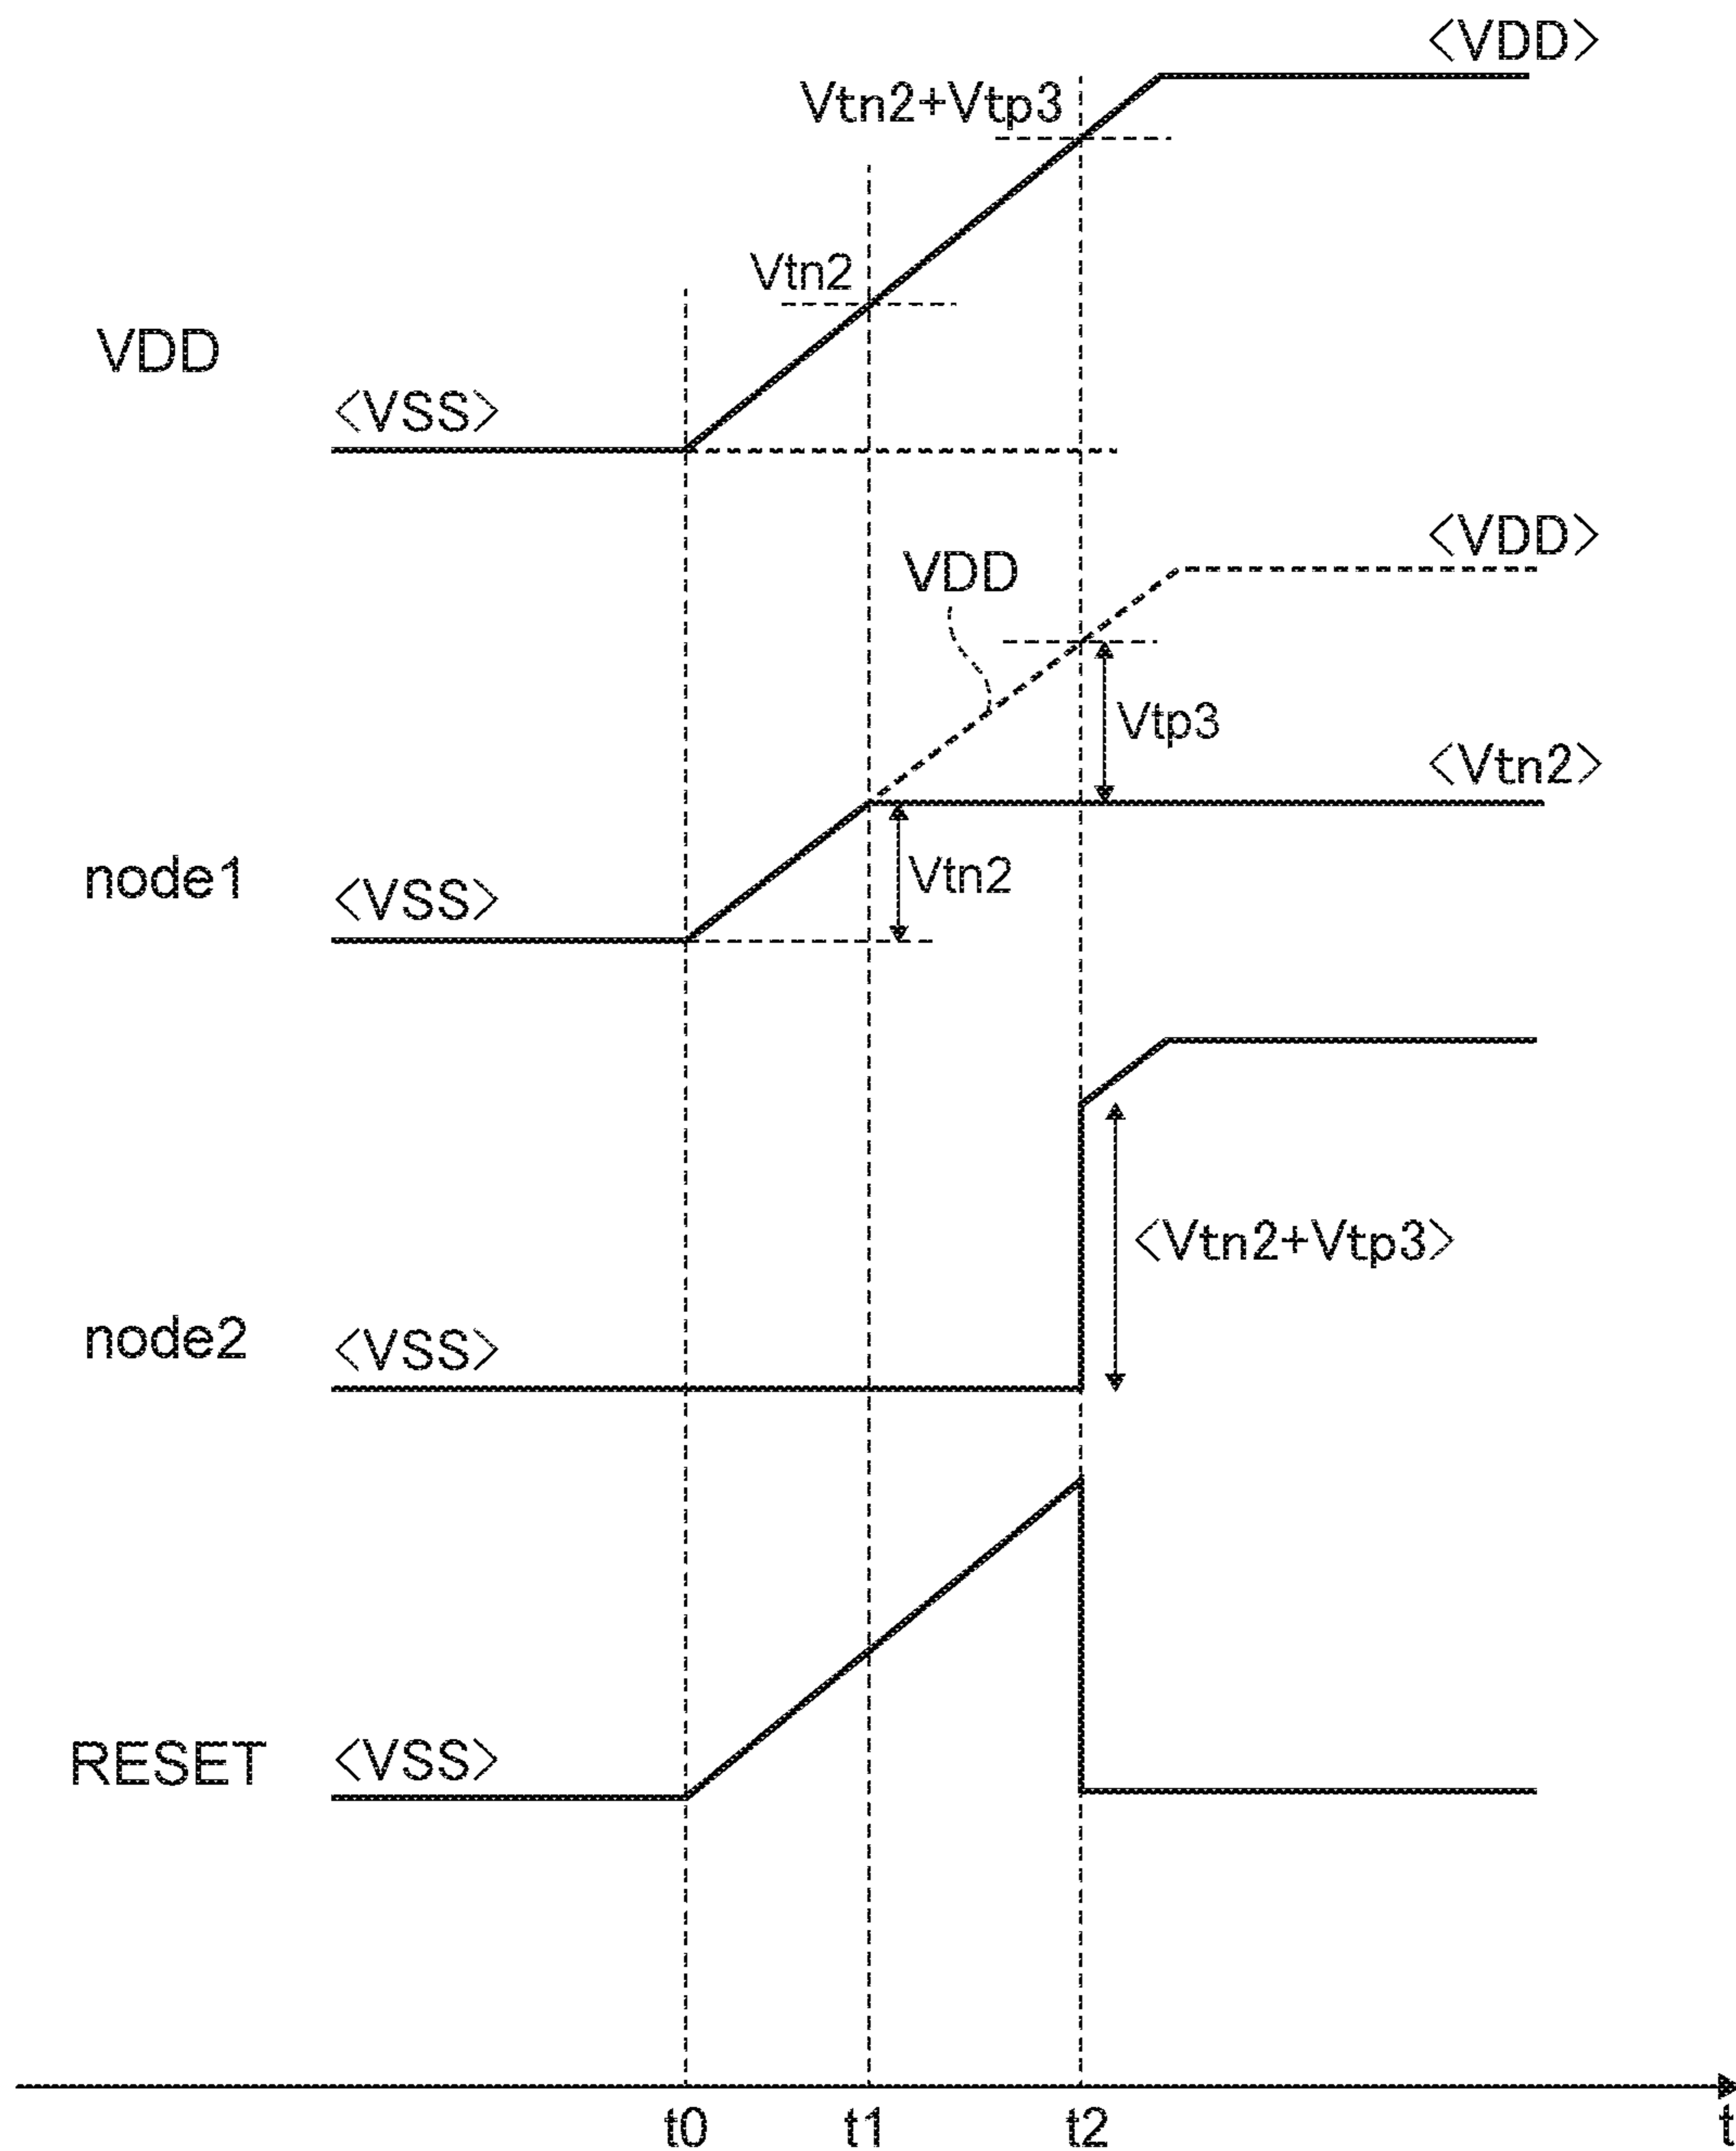 <VDD>
Vtn2+Vtp3
Vtn2
VDD
<VSS>
<VDD>
VDD
Vtp3
<Vtn2>
node1
<VSS>
Vtn2
<Vtn2+Vtp3>
node2
<VSS>
RESET
<VSS>
t0
t1
t2
t